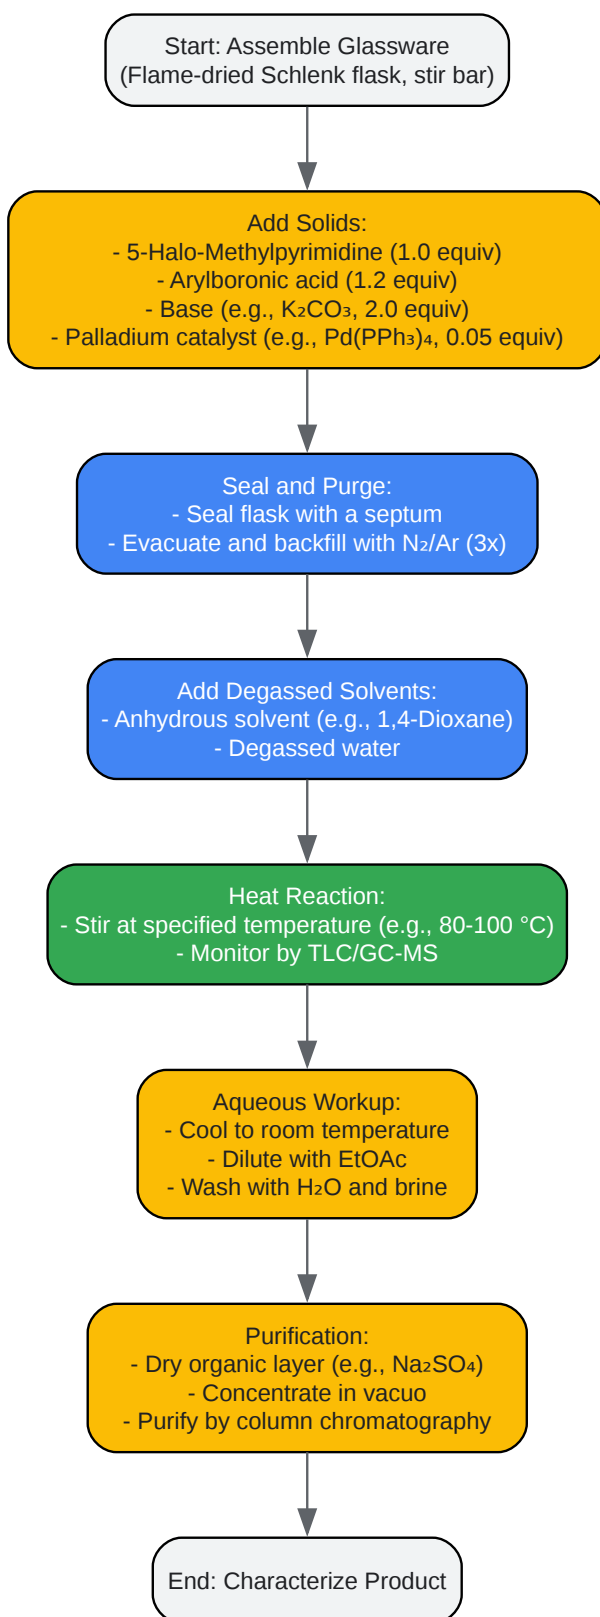 Start: Assemble Glassware
(Flame-dried Schlenk flask, stir bar)
Add Solids:
- 5-Halo-Methylpyrimidine (1.0 equiv)
- Arylboronic acid (1.2 equiv)
- Base (e.g., K₂CO₃, 2.0 equiv)
- Palladium catalyst (e.g., Pd(PPh₃)₄, 0.05 equiv)
Seal and Purge:
- Seal flask with a septum
- Evacuate and backfill with N₂/Ar (3x)
Add Degassed Solvents:
- Anhydrous solvent (e.g., 1,4-Dioxane)
- Degassed water
Heat Reaction:
- Stir at specified temperature (e.g., 80-100 °C)
- Monitor by TLC/GC-MS
Aqueous Workup:
- Cool to room temperature
- Dilute with EtOAc
- Wash with H₂O and brine
Purification:
- Dry organic layer (e.g., Na₂SO₄)
- Concentrate in vacuo
- Purify by column chromatography
End: Characterize Product